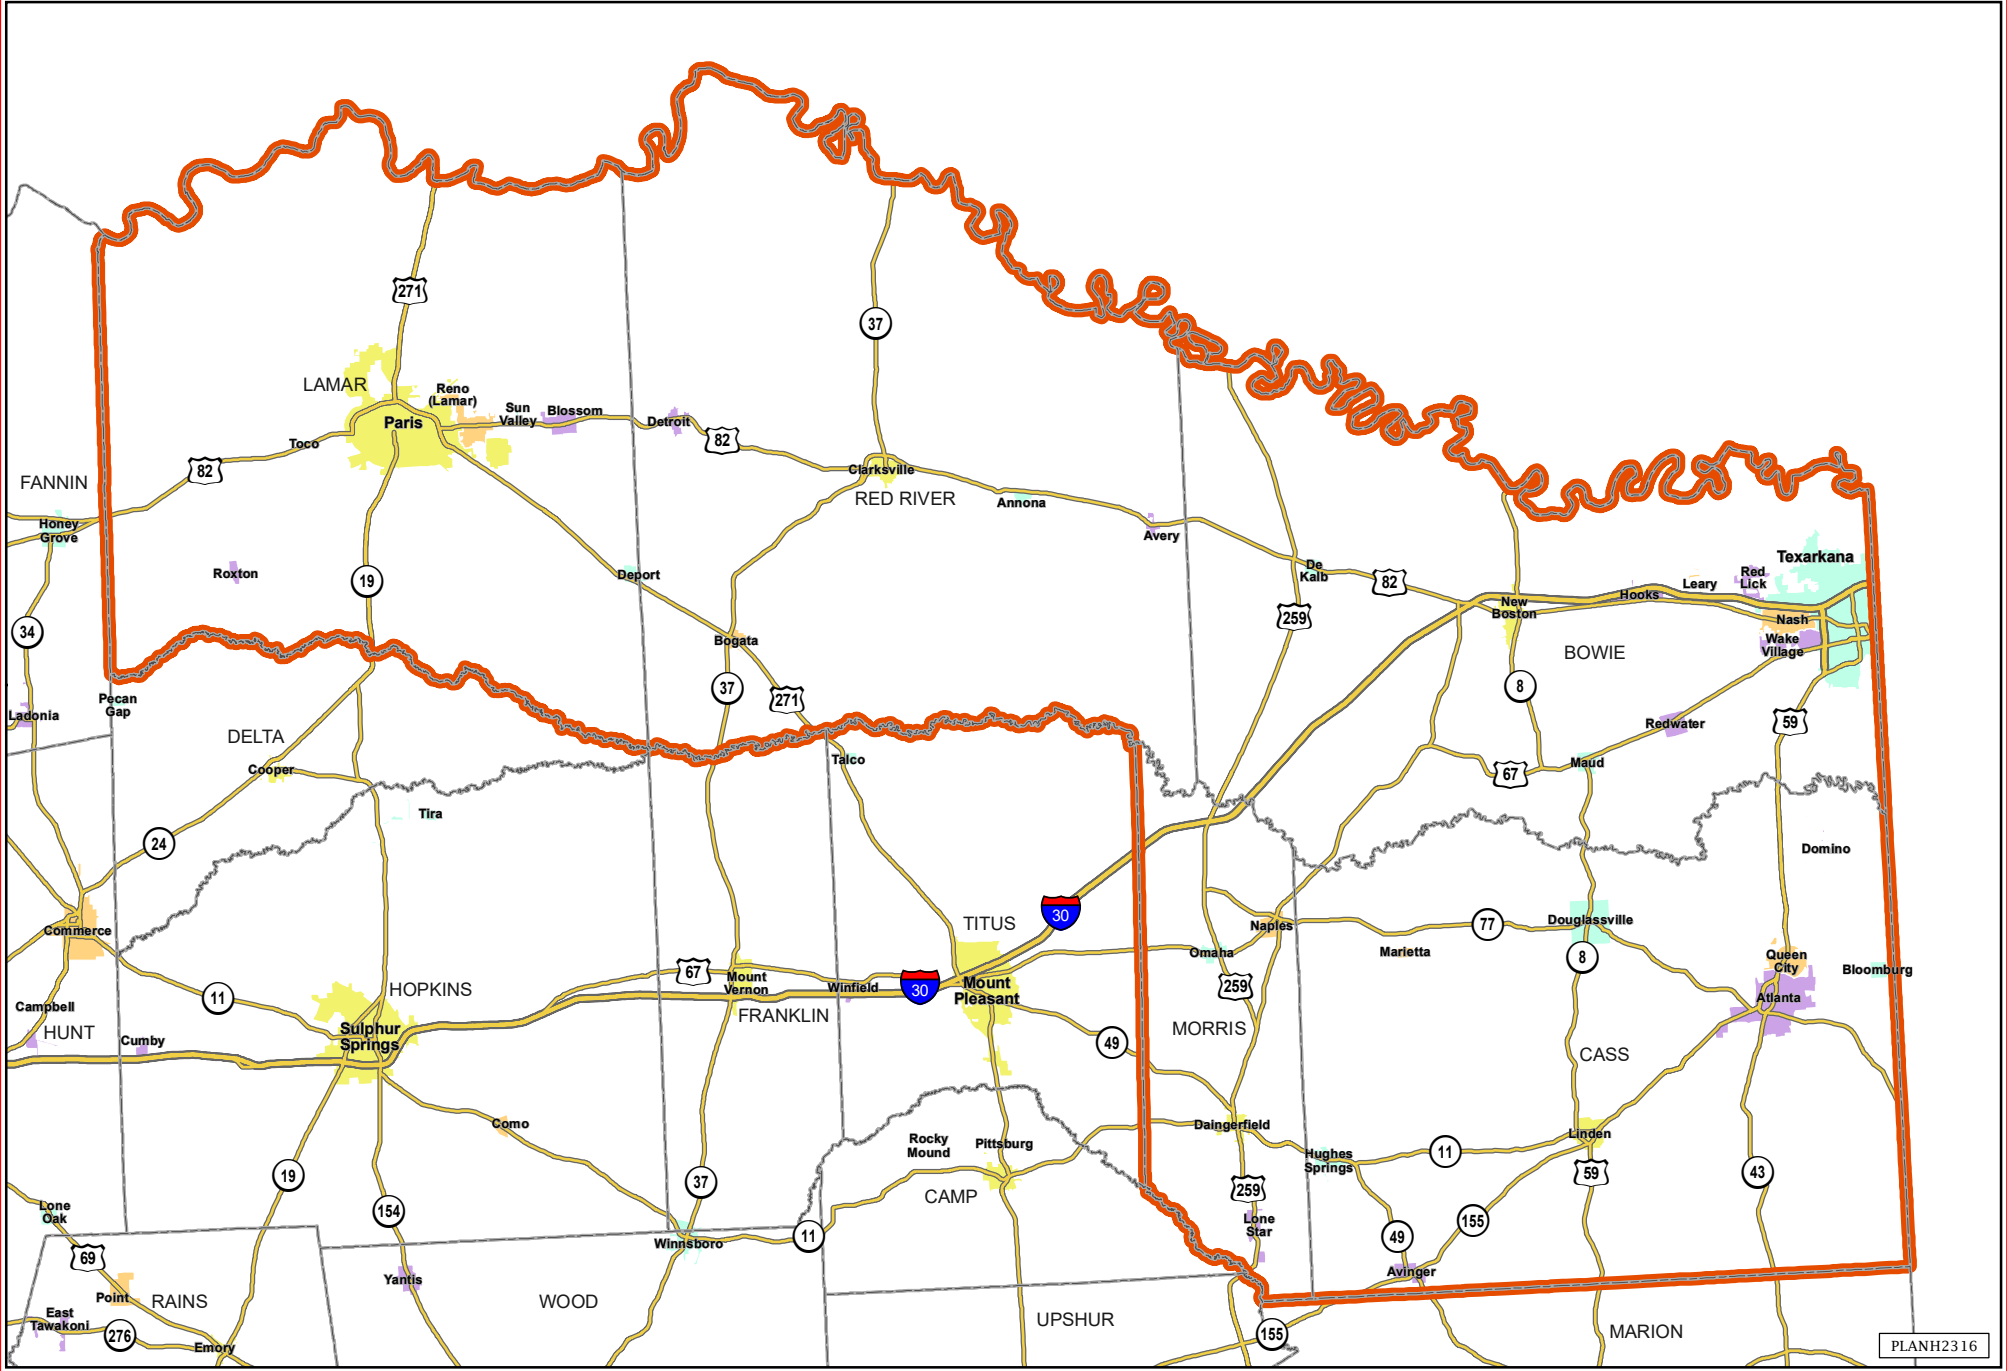 271
37
LAMAR
Reno
(Lamar)
Sun
Valley
Blossom
Paris
Detroit
Toco
82
82
Clarksville
RED RIVER
Annona
FANNIN
Honey
Grove
Avery
Roxton
19
Deport
De
Kalb
82
Texarkana
Red
Lick
Leary
Hooks
New
Boston
Nash
Wake
Village
34
259
Bogata
BOWIE
37
271
8
Pecan
Gap
Ladonia
Redwater
59
DELTA
Talco
Cooper
67
Maud
Tira
24
Domino
30
TITUS
Commerce
Naples
77
Douglassville
Marietta
Omaha
8
Queen
City
Bloomburg
67
Mount
Vernon
Winfield
30
Mount
Pleasant
259
Atlanta
HOPKINS
11
Campbell
HUNT
Cumby
Sulphur
Springs
FRANKLIN
49
MORRIS
CASS
Como
Rocky
Mound
Pittsburg
Daingerfield
Linden
Hughes
Springs
11
19
37
CAMP
259
59
43
Lone
Oak
154
Lone
Star
155
11
49
69
Winnsboro
Yantis
Avinger
Point
RAINS
WOOD
East
Tawakoni
276
Emory
UPSHUR
155
MARION
PLANH2316